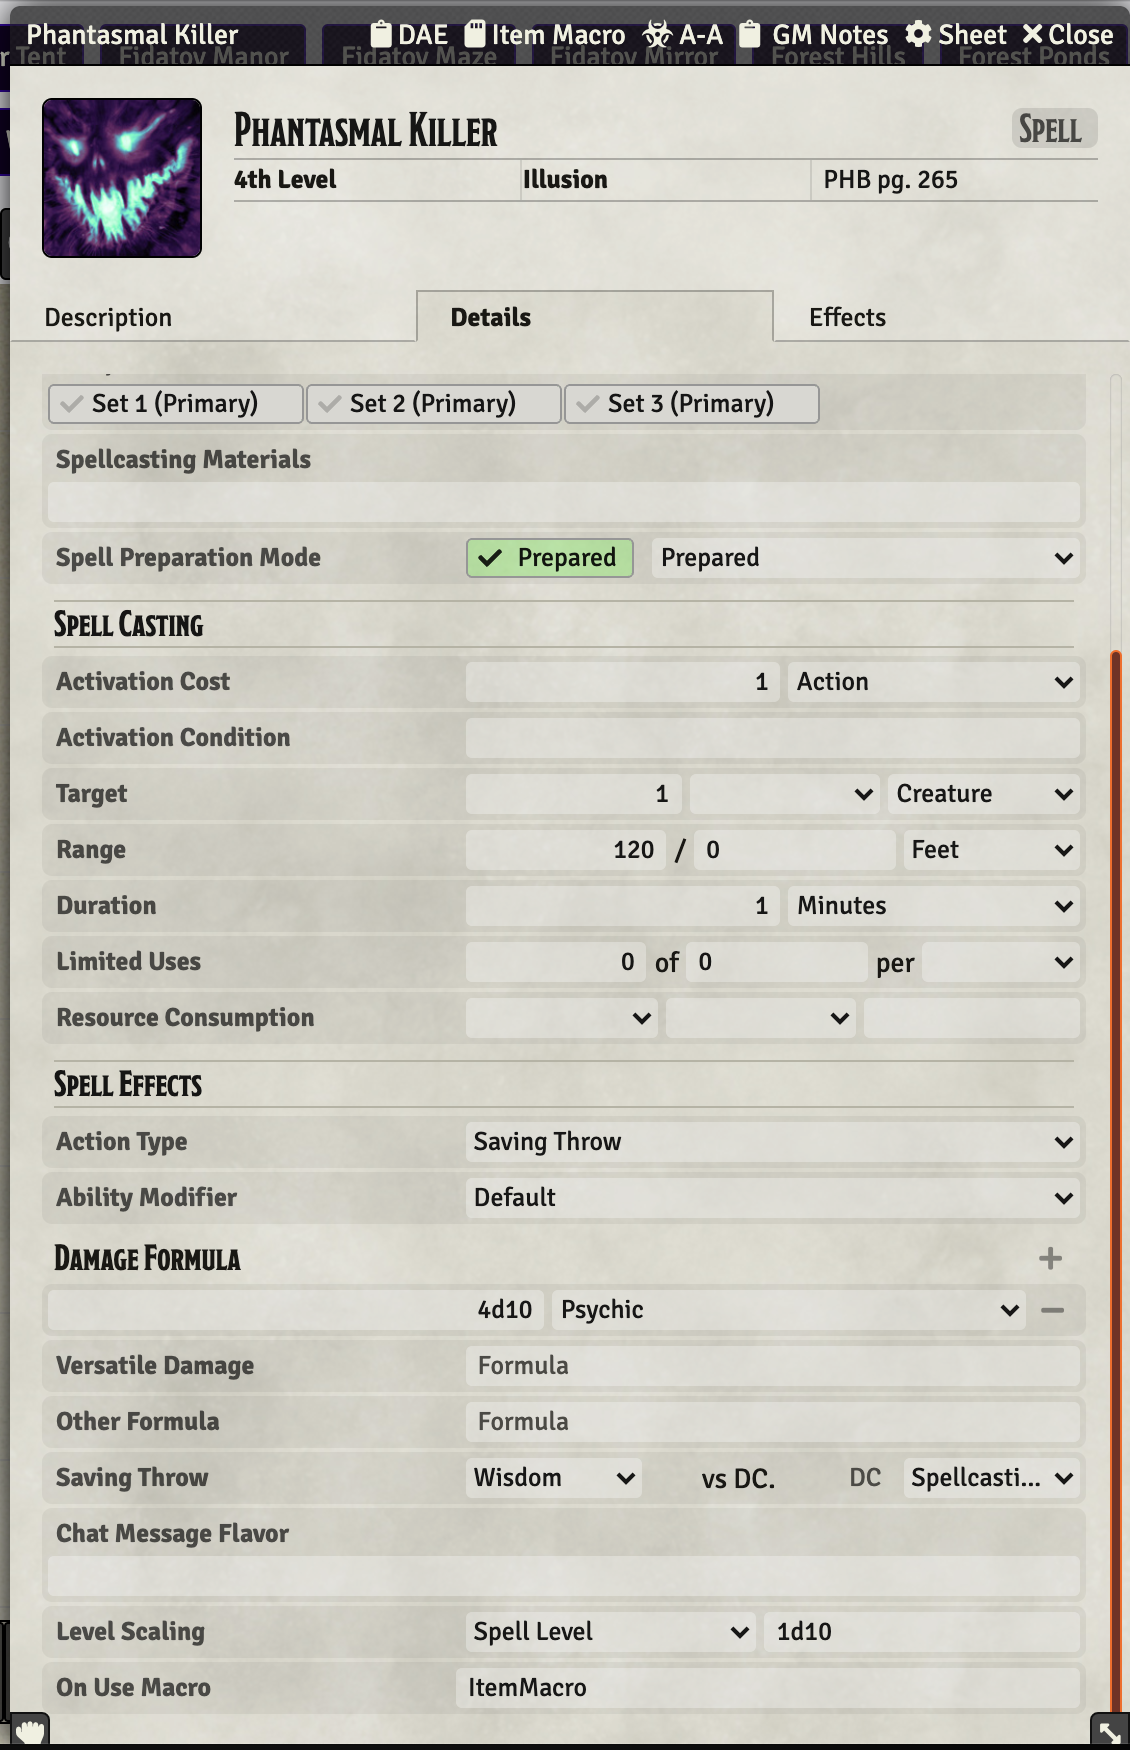 Phantasmal Killer DAE Item Macro A-A GM Notes Sheet Close
Tent Fidatov Manor Fidatov Maze Fidatov Mirror Forest Hills Forest Ponds
Phantasmal Killer Spell
4th Level Illusion PHB pg. 265
Description Details Effects
Set 1 (Primary) Set 2 (Primary) Set 3 (Primary)
Spellcasting Materials
Spell Preparation Mode Prepared Prepared
Spell Casting
Activation Cost 1 Action
Activation Condition
Target 1 Creature
Range 120 / 0 Feet
Duration 1 Minutes
Limited Uses 0 of 0 per
Resource Consumption
Spell Effects
Action Type Saving Throw
Ability Modifier Default
Damage Formula
4d10 Psychic
Versatile Damage Formula
Other Formula Formula
Saving Throw Wisdom vs DC. DC Spellcasti...
Chat Message Flavor
Level Scaling Spell Level 1d10
On Use Macro ItemMacro